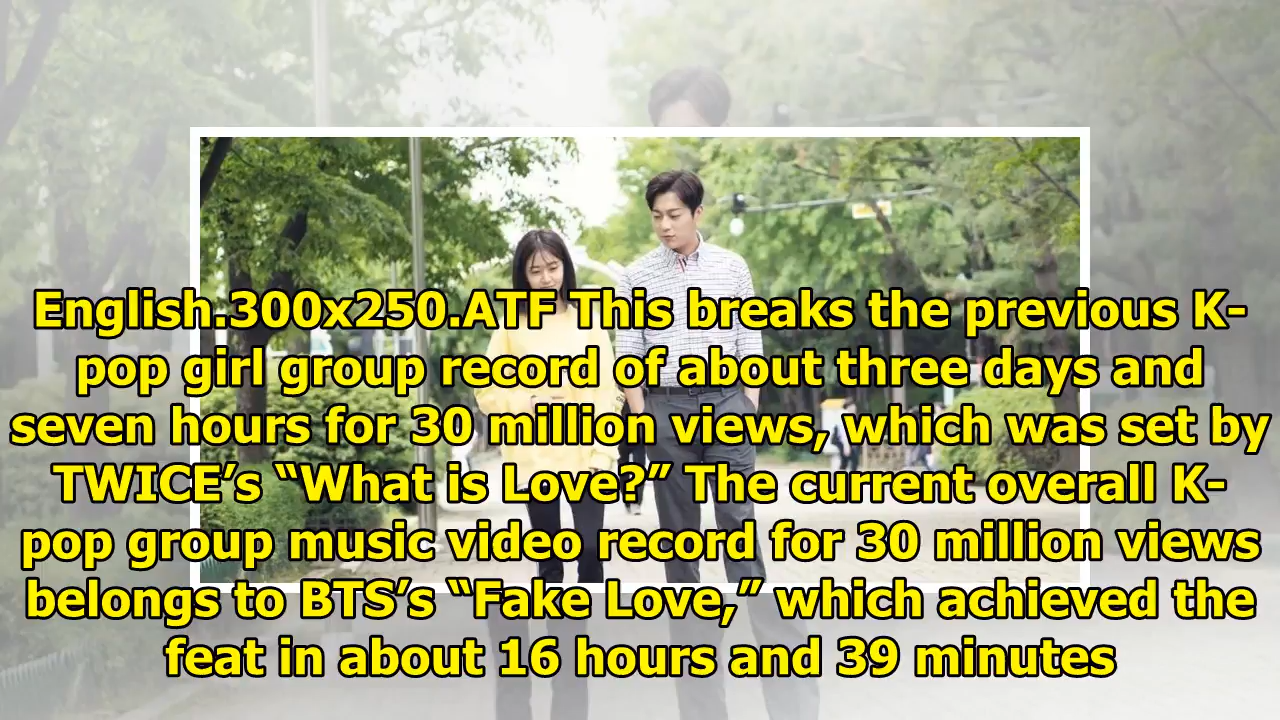 English.300x250.ATF This breaks the previous K-
pop girl group record of about three days and
seven hours for 30 million views, which was set by
TWICE’s “What is Love?” The current overall K-
pop group music video record for 30 million views
belongs to BTS’s “Fake Love,” which achieved the
feat in about 16 hours and 39 minutes